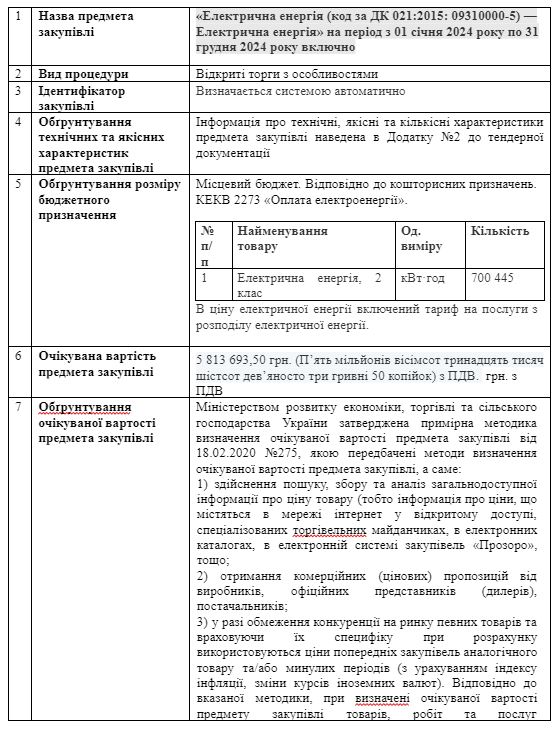 1 Назва предмета закупівлі
«Електрична енергія (код за ДК 021:2015: 09310000-5) —
Електрична енергія» на період з 01 січня 2024 року по 31
грудня 2024 року включно
2 Вид процедури Відкриті торги з особливостями
3 Ідентифікатор закупівлі
Визначається системою автоматично
4 Обґрунтування
технічних та якісних
характеристик
предмета закупівлі
Інформація про технічні, якісні та кількісні характеристики
предмета закупівлі наведена в Додатку №2 до тендерної
документації
5 Обґрунтування розміру
бюджетного
призначення
Місцевий бюджет. Відповідно до кошторисних призначень.
КЕКВ 2273 «Оплата електроенергії».
№ п/п
Найменування товару
Од. виміру
Кількість
1 Електрична енергія, 2 клас кВт·год 700 445
В ціну електричної енергії включений тариф на послуги з
розподілу електричної енергії.
6 Очікувана вартість
предмета закупівлі
5 813 693,50 грн. (П’ять мільйонів вісімсот тринадцять тисяч
шістсот дев’яносто три гривні 50 копійок) з ПДВ. грн. з
ПДВ
7 Обґрунтування
очікуваної вартості
предмета закупівлі
Міністерством розвитку економіки, торгівлі та сільського
господарства України затверджена примірна методика
визначення очікуваної вартості предмета закупівлі від
18.02.2020 №275, якою передбачені методи визначення
очікуваної вартості предмета закупівлі, а саме:
1) здійснення пошуку, збору та аналіз загальнодоступної
інформації про ціну товару (тобто інформація про ціни, що
містяться в мережі інтернет у відкритому доступі,
спеціалізованих торгівельних майданчиках, в електронних
каталогах, в електронній системі закупівель «Прозоро»,
тощо;
2) отримання комерційних (цінових) пропозицій від
виробників, офіційних представників (дилерів),
постачальників;
3) у разі обмеження конкуренції на ринку певних товарів та
враховуючи їх специфіку при розрахунку
використовуються ціни попередніх закупівель аналогічного
товару та/або минулих періодів (з урахуванням індексу
інфляції, зміни курсів іноземних валют). Відповідно до
вказаної методики, при визначені очікуваної вартості
предмету закупівлі товарів, робіт та послуг